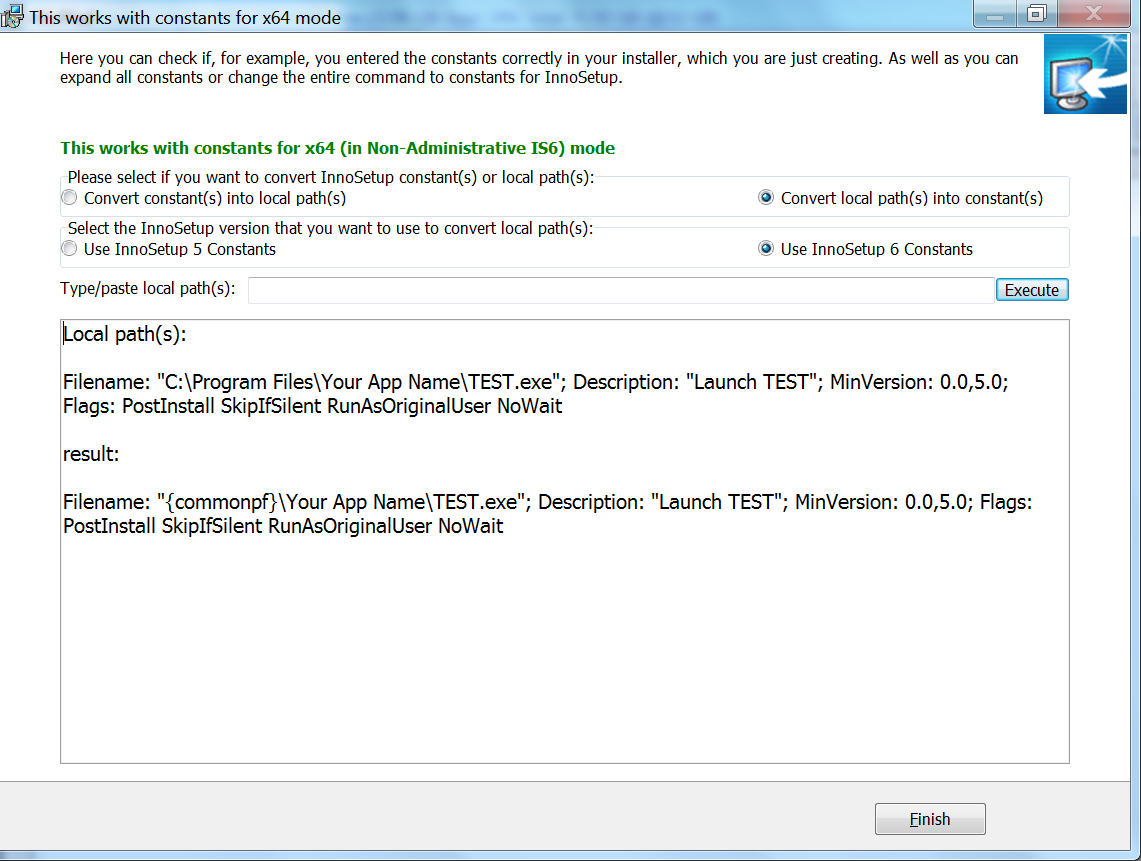 This works with constants for x64 mode
Here you can check if, for example, you entered the constants correctly in your installer, which you are just creating. As well as you can
expand all constants or change the entire command to constants for InnoSetup.
This works with constants for x64 (in Non-Administrative IS6) mode
Please select if you want to convert InnoSetup constant(s) or local path(s):
Convert constant(s) into local path(s)
Convert local path(s) into constant(s)
Select the InnoSetup version that you want to use to convert local path(s):
Use InnoSetup 5 Constants
Use InnoSetup 6 Constants
Type/paste local path(s):
Execute
Local path(s):
Filename: "C:\Program Files\Your App Name\TEST.exe"; Description: "Launch TEST"; MinVersion: 0.0,5.0;
Flags: PostInstall SkipIfSilent RunAsOriginalUser NoWait
result:
Filename: "{commonpf}\Your App Name\TEST.exe"; Description: "Launch TEST"; MinVersion: 0.0,5.0; Flags:
PostInstall SkipIfSilent RunAsOriginalUser NoWait
Finish